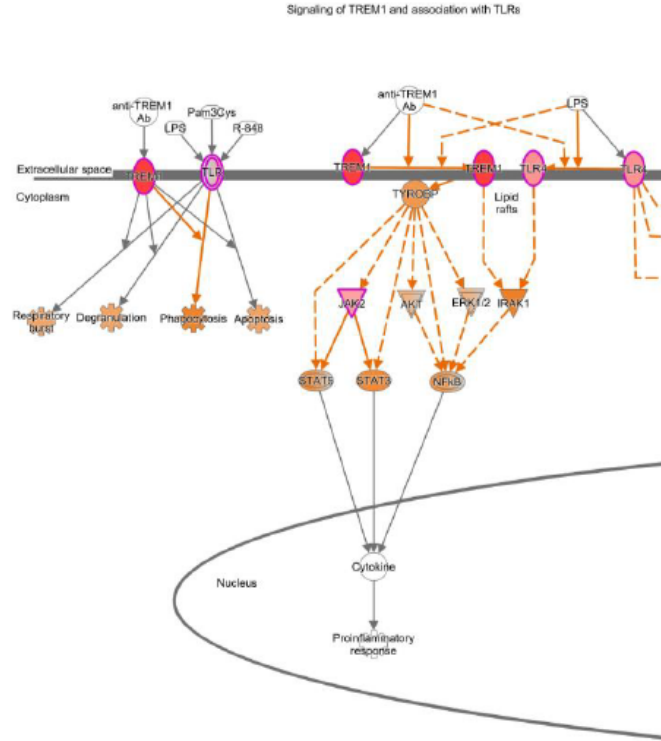 Signaling of TREM1 and association with TLRs
anti-TREM1
Ab
LPS
Pam3Cys
R-848
anti-TREM1
Ab
LPS
Extracellular space
TREM1
TLR
TREM1
TREM1
TLR4
TLR4
Cytoplasm
TYROBP
Lipid
rafts
Respiratory
burst
Degranulation
Phagocytosis
Apoptosis
JAK2
AKT
ERK1/2
IRAK1
STAT5
STAT3
NFkB
Cytokine
Nucleus
Proinflammatory
response